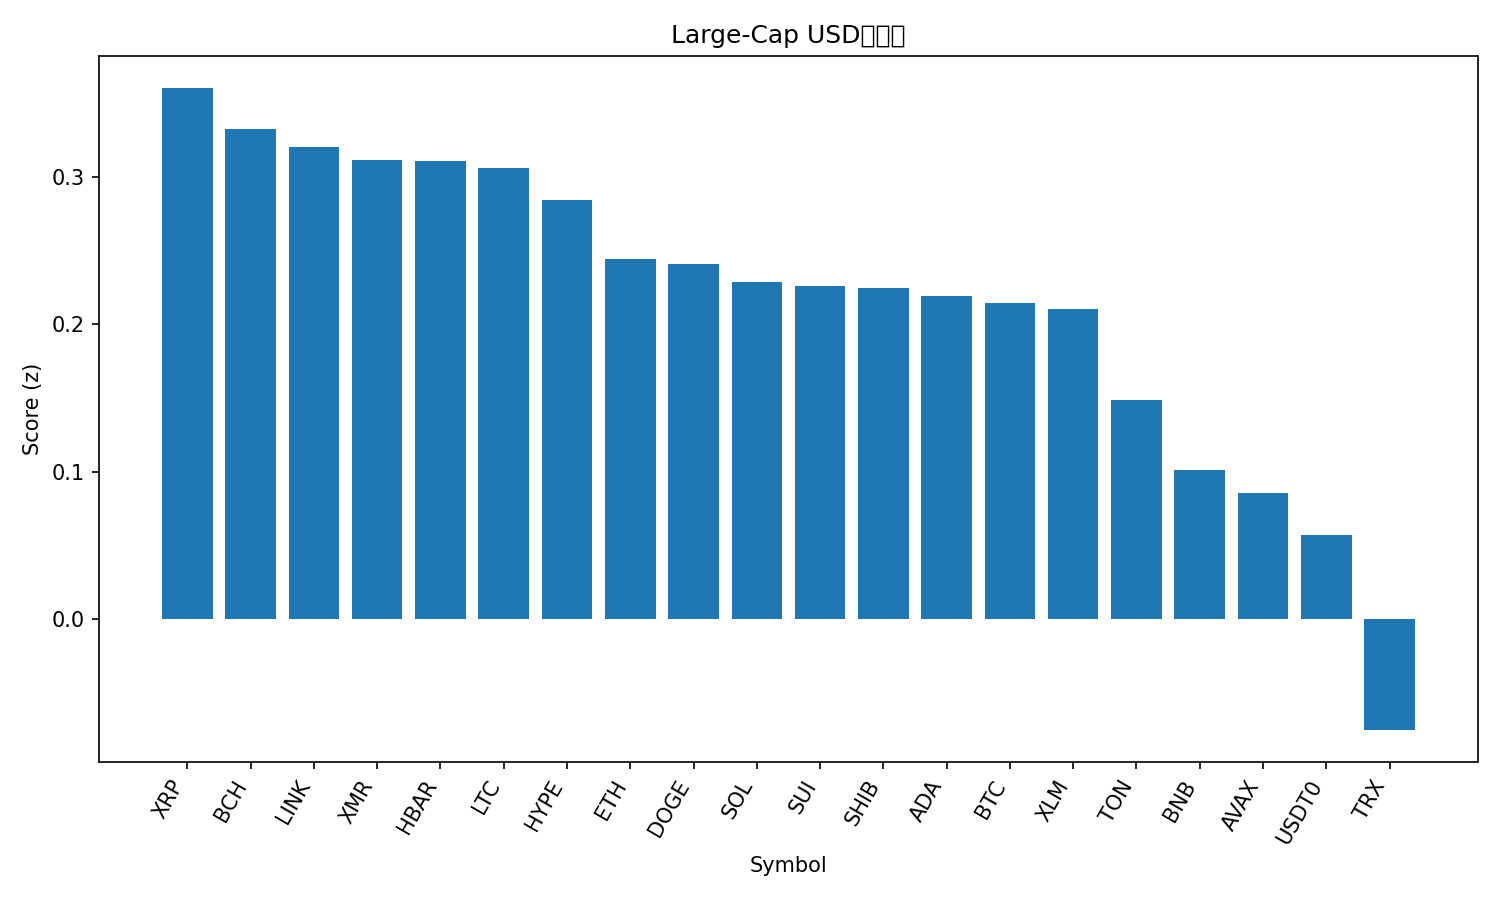 Large-Cap USD
Score (z)
0.3
0.2
0.1
0.0
XRP
BCH
LINK
XMR
HBAR
LTC
HYPE
ETH
DOGE
SOL
SUI
SHIB
ADA
BTC
XLM
TON
BNB
AVAX
USDT0
TRX
Symbol